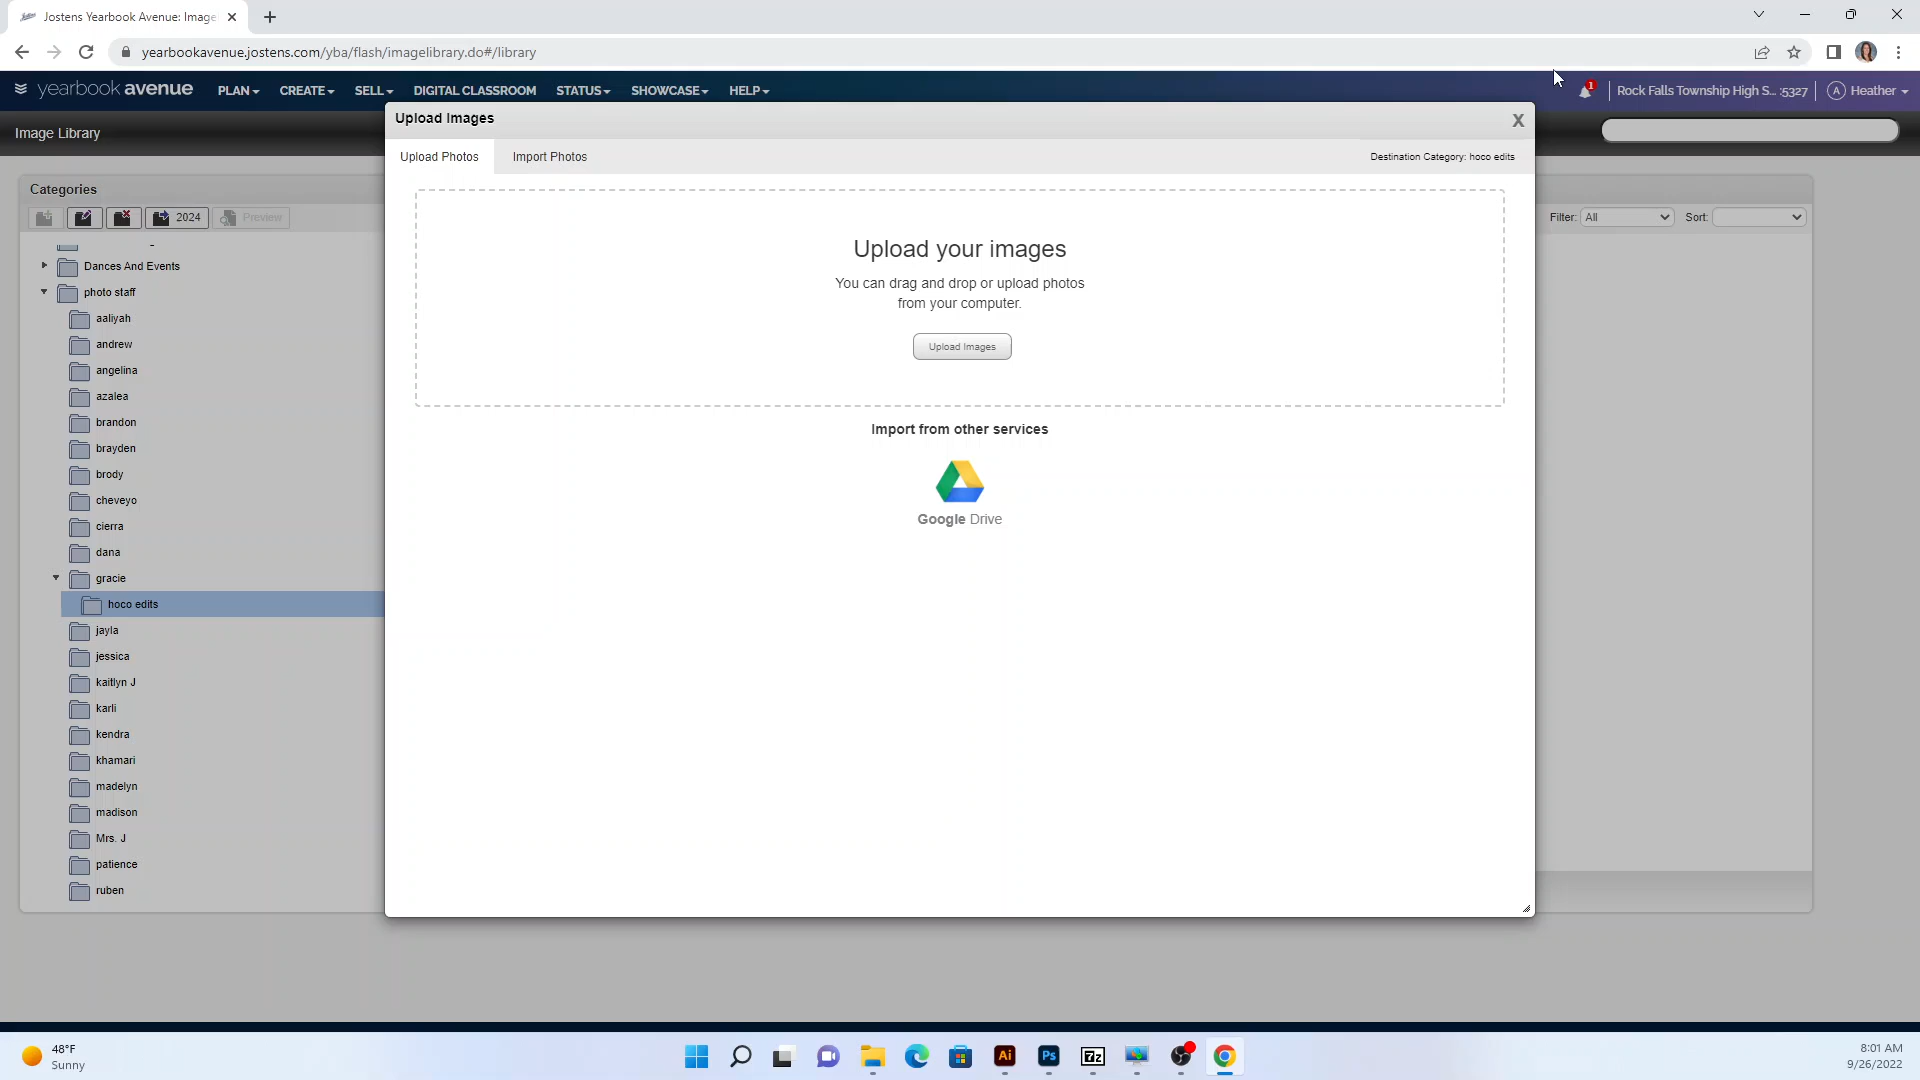 Jostens Yearbook Avenue: Image
yearbookavenue.jostens.com/yba/flash/imagelibrary.do#/library
yearbook avenue PLAN CREATE SELL DIGITAL CLASSROOM STATUS SHOWCASE HELP 1 Rock Falls Township High S... :5327 A Heather
Image Library
Upload Images X
Upload Photos Import Photos Destination Category: hoco edits
Categories
2024 Preview Filter: All Sort:
Upload your images
You can drag and drop or upload photos
from your computer.
Upload Images
Import from other services
Google Drive
Dances And Events
photo staff
aaliyah
andrew
angelina
azalea
brandon
brayden
brody
cheveyo
cierra
dana
gracie
hoco edits
jayla
jessica
kaitlyn J
karli
kendra
khamari
madelyn
madison
Mrs. J
patience
ruben
48°F
Sunny
Ai Ps 7z
8:01 AM
9/26/2022